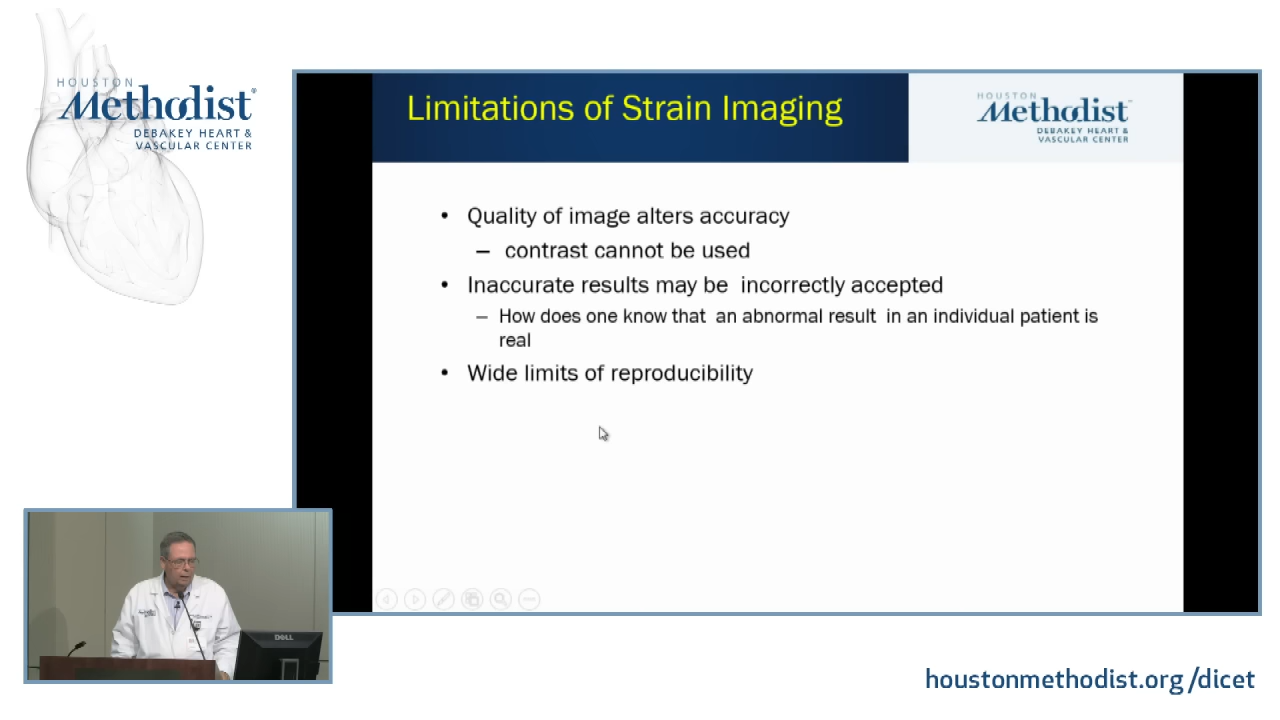 HOUSTON
Methodist®
DEBAKEY HEART &
VASCULAR CENTER
Limitations of Strain Imaging
HOUSTON
Methodist
DEBAKEY HEART &
VASCULAR CENTER
• Quality of image alters accuracy
– contrast cannot be used
• Inaccurate results may be incorrectly accepted
– How does one know that an abnormal result in an individual patient is
real
• Wide limits of reproducibility
DELL
houstonmethodist.org/dicet